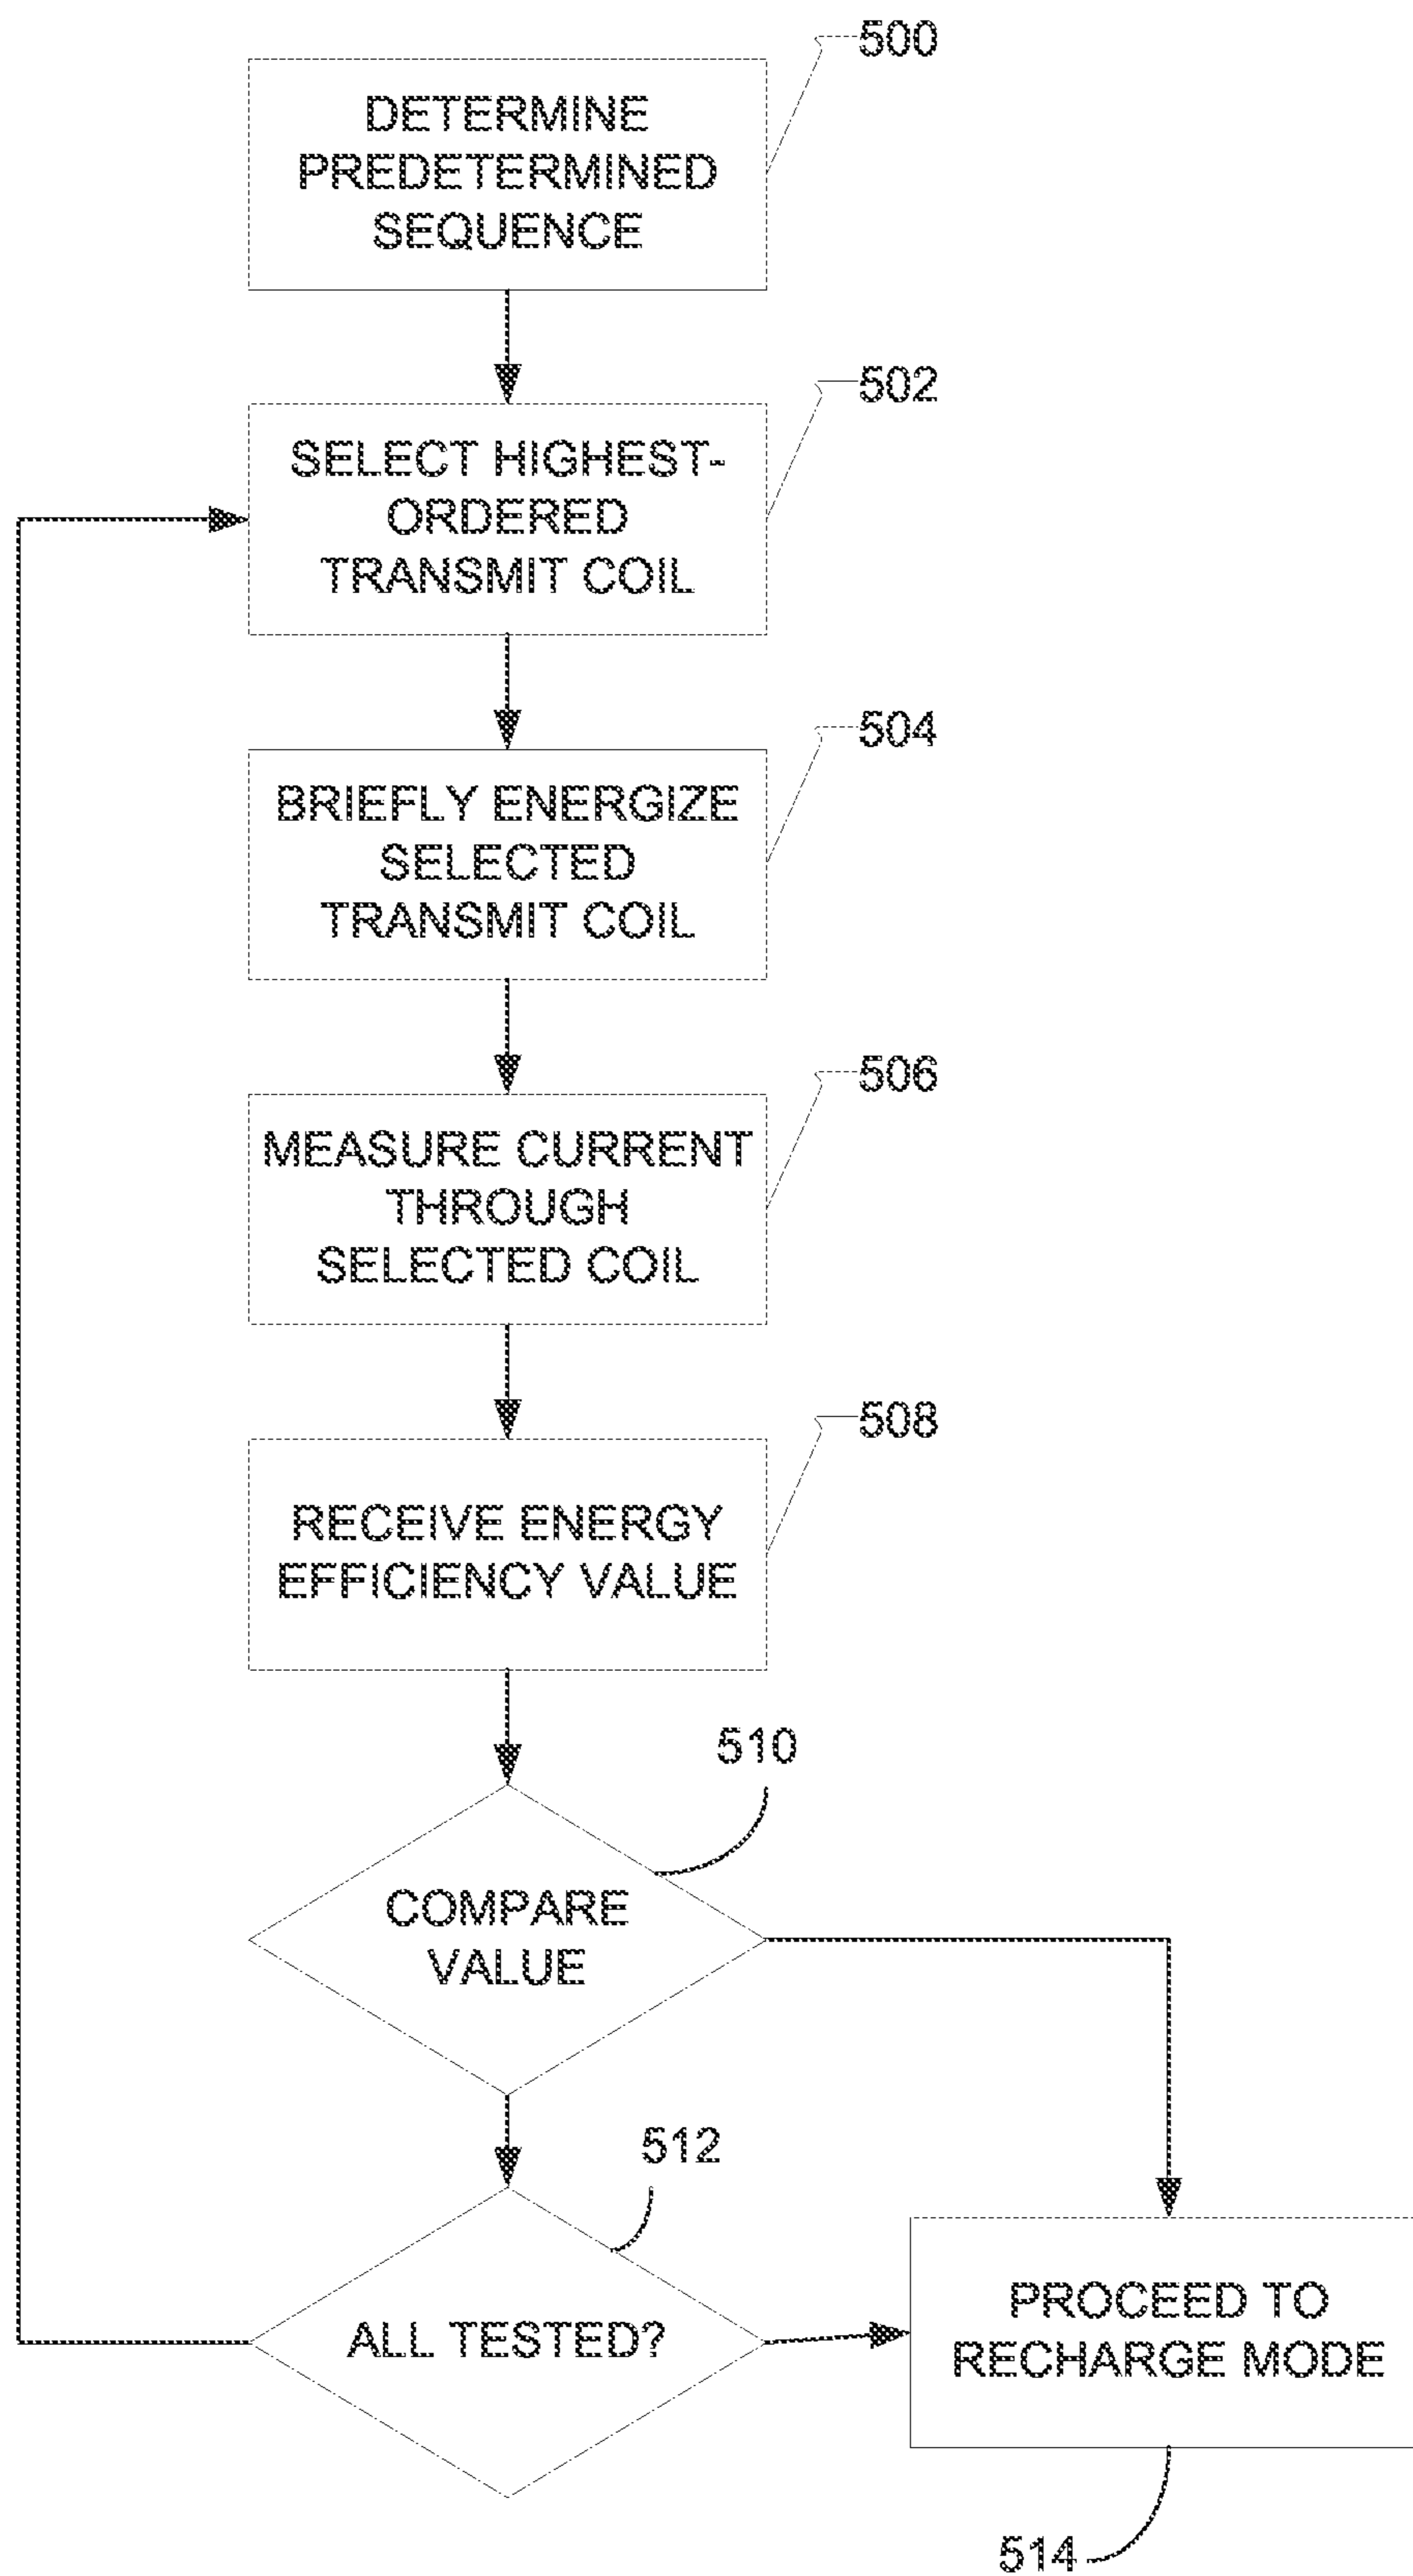 500
DETERMINE
PREDETERMINED
SEQUENCE
502
SELECT HIGHEST-
ORDERED
TRANSMIT COIL
504
BRIEFLY ENERGIZE
SELECTED
TRANSMIT COIL
506
MEASURE CURRENT
THROUGH
SELECTED COIL
508
RECEIVE ENERGY
EFFICIENCY VALUE
510
COMPARE
VALUE
512
ALL TESTED?
PROCEED TO
RECHARGE MODE
514